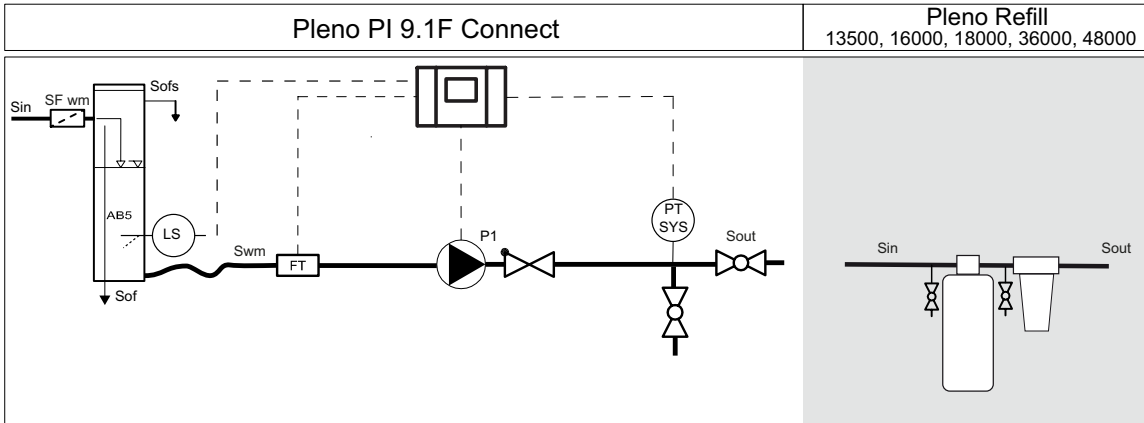 Pleno PI 9.1F Connect
Pleno Refill
13500, 16000, 18000, 36000, 48000
Sin
SF wm
Sofs
AB5
LS
Sof
Swm
FT
P1
PT
SYS
Sout
Sin
Sout